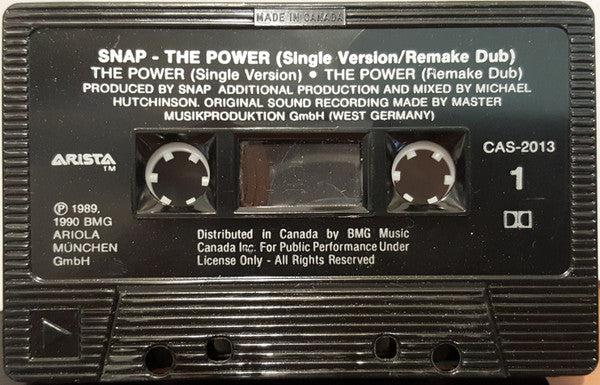 MADE IN CANADA
SNAP - THE POWER (Single Version/Remake Dub)
THE POWER (Single Version) • THE POWER (Remake Dub)
PRODUCED BY SNAP ADDITIONAL PRODUCTION AND MIXED BY MICHAEL
HUTCHINSON. ORIGINAL SOUND RECORDING MADE BY MASTER
MUSIKPRODUKTION GmbH (WEST GERMANY)
ARISTA
TM
CAS-2013
1
℗ 1989,
1990 BMG
ARIOLA
MÜNCHEN
GmbH
Distributed in Canada by BMG Music
Canada Inc. For Public Performance Under
License Only - All Rights Reserved